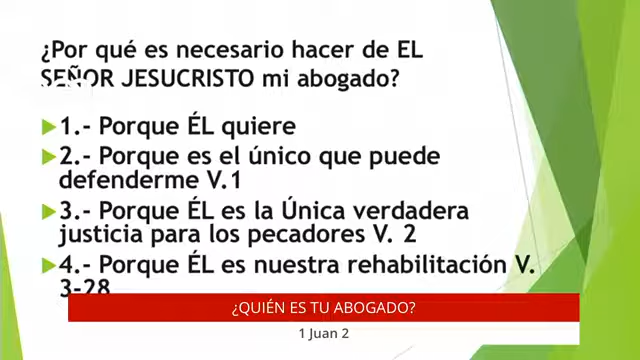 ¿Por qué es necesario hacer de EL
SEÑOR JESUCRISTO mi abogado?
1.- Porque ÉL quiere
2.- Porque es el único que puede
defenderme V.1
3.- Porque ÉL es la Única verdadera
justicia para los pecadores V. 2
4.- Porque ÉL es nuestra rehabilitación V.
3-28
¿QUIÉN ES TU ABOGADO?
1 Juan 2